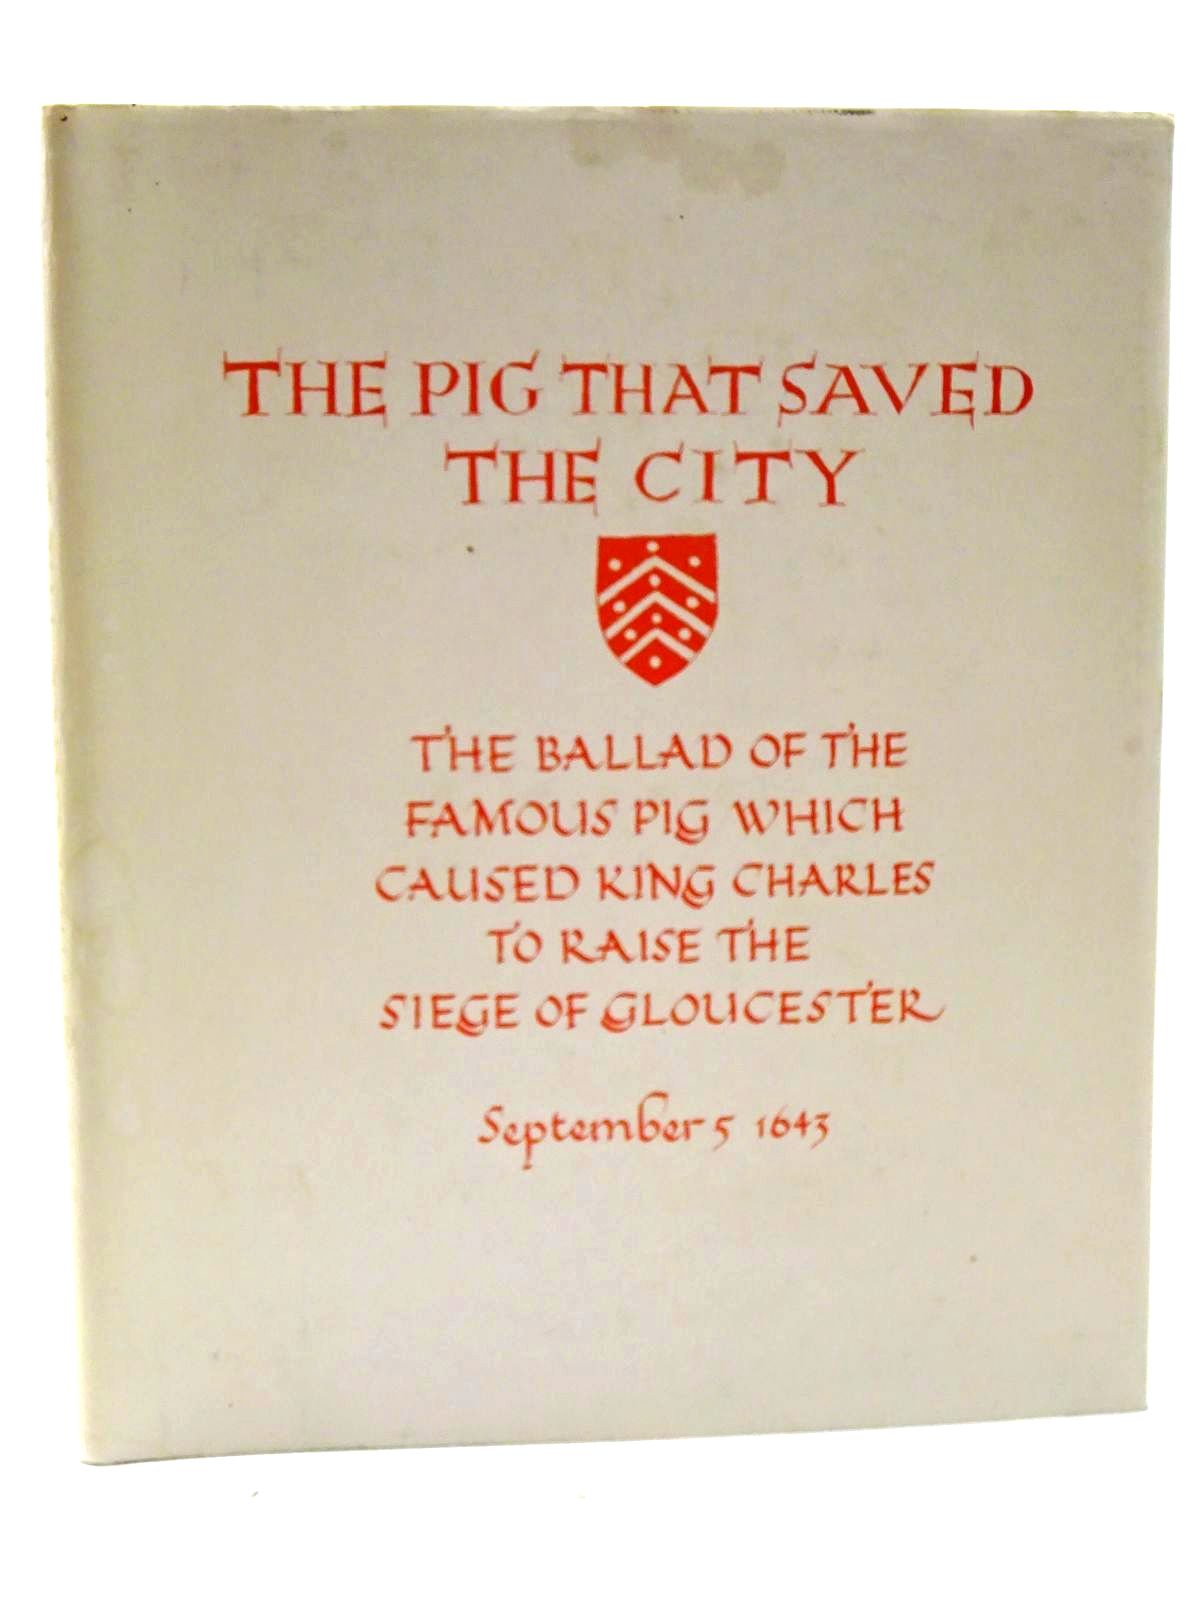 THE PIG THAT SAVED
THE CITY
THE BALLAD OF THE
FAMOUS PIG WHICH
CAUSED KING CHARLES
TO RAISE THE
SIEGE OF GLOUCESTER
September 5 1643